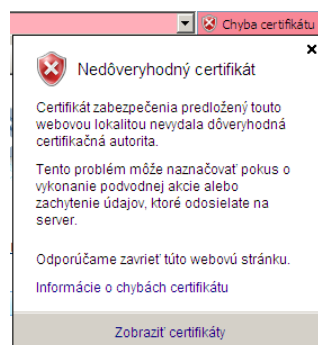 Chyba certifikátu
Nedôveryhodný certifikát
Certifikát zabezpečenia predložený touto
webovou lokalitou nevydala dôveryhodná
certifikačná autorita.
Tento problém môže naznačovať pokus o
vykonanie podvodnej akcie alebo
zachytenie údajov, ktoré odosielate na
server.
Odporúčame zavrieť túto webovú stránku.
Informácie o chybách certifikátu
Zobraziť certifikáty